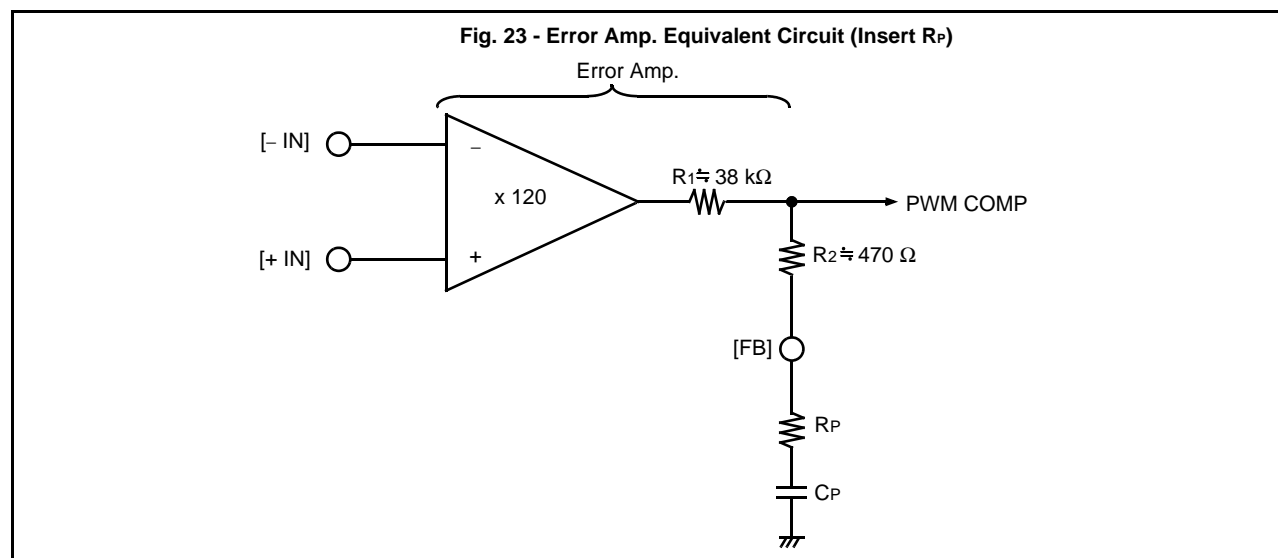 Fig. 23 - Error Amp. Equivalent Circuit (Insert RP)
Error Amp.
[− IN]
−
R1≒ 38 kΩ
x 120
PWM COMP
[+ IN]
+
R2≒ 470 Ω
[FB]
RP
CP